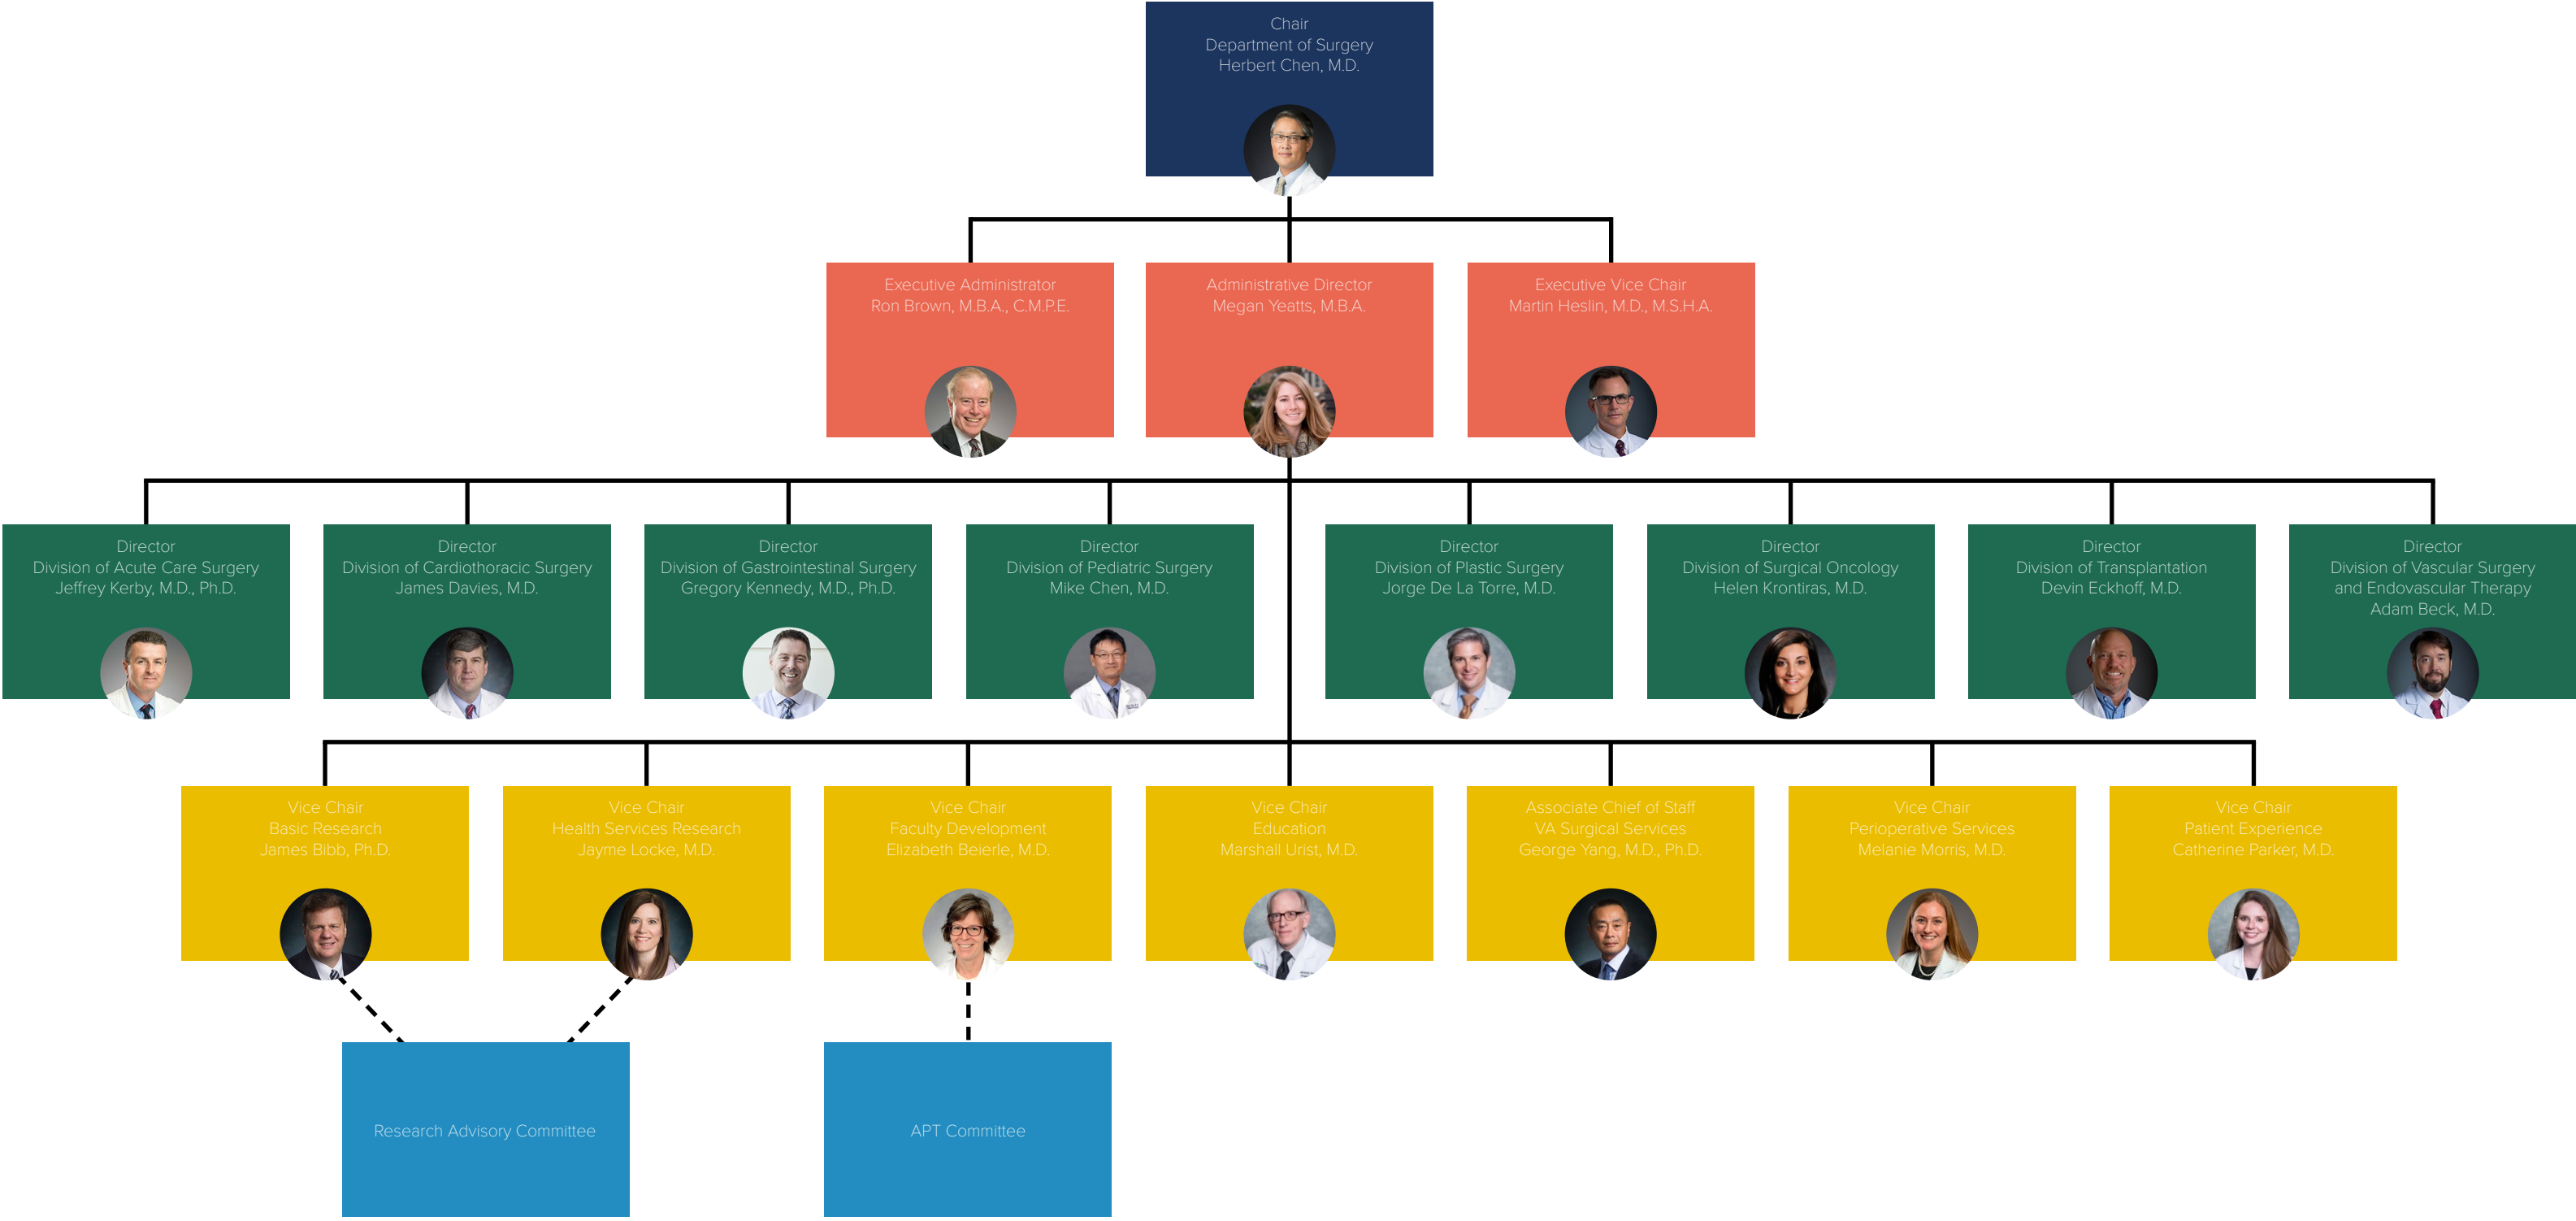 Chair
Department of Surgery
Herbert Chen, M.D.
Executive Administrator
Ron Brown, M.B.A., C.M.P.E.
Administrative Director
Megan Yeatts, M.B.A.
Executive Vice Chair
Martin Heslin, M.D., M.S.H.A.
Director
Division of Acute Care Surgery
Jeffrey Kerby, M.D., Ph.D.
Director
Division of Cardiothoracic Surgery
James Davies, M.D.
Director
Division of Gastrointestinal Surgery
Gregory Kennedy, M.D., Ph.D.
Director
Division of Pediatric Surgery
Mike Chen, M.D.
Director
Division of Plastic Surgery
Jorge De La Torre, M.D.
Director
Division of Surgical Oncology
Helen Krontiras, M.D.
Director
Division of Transplantation
Devin Eckhoff, M.D.
Director
Division of Vascular Surgery
and Endovascular Therapy
Adam Beck, M.D.
Vice Chair
Basic Research
James Bibb, Ph.D.
Vice Chair
Health Services Research
Jayme Locke, M.D.
Vice Chair
Faculty Development
Elizabeth Beierle, M.D.
Vice Chair
Education
Marshall Urist, M.D.
Associate Chief of Staff
VA Surgical Services
George Yang, M.D., Ph.D.
Vice Chair
Perioperative Services
Melanie Morris, M.D.
Vice Chair
Patient Experience
Catherine Parker, M.D.
Research Advisory Committee
APT Committee